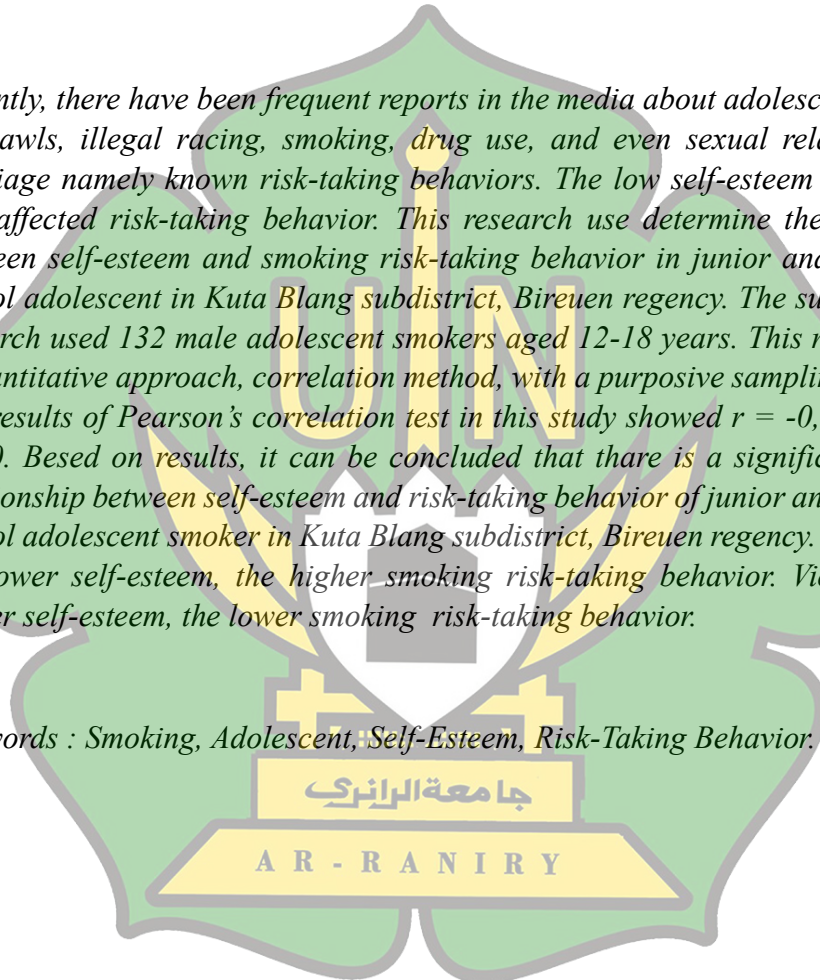 ntly, there have been frequent reports in the media about adolesc
awls, illegal racing, smoking, drug use, and even sexual rela
iage namely known risk-taking behaviors. The low self-esteem
affected risk-taking behavior. This research use determine the
een self-esteem and smoking risk-taking behavior in junior and
ol adolescent in Kuta Blang subdistrict, Bireuen regency. The su
rch used 132 male adolescent smokers aged 12-18 years. This r
antitative approach, correlation method, with a purposive samplin
results of Pearson's correlation test in this study showed r = -0,
0. Besed on results, it can be concluded that thare is a signific
onship between self-esteem and risk-taking behavior of junior an
ol adolescent smoker in Kuta Blang subdistrict, Bireuen regency.
ower self-esteem, the higher smoking risk-taking behavior. Vic
er self-esteem, the lower smoking risk-taking behavior.
words : Smoking, Adolescent, Self-Esteem, Risk-Taking Behavior.
UIN
جامعةالرانري
AR-RANIRY